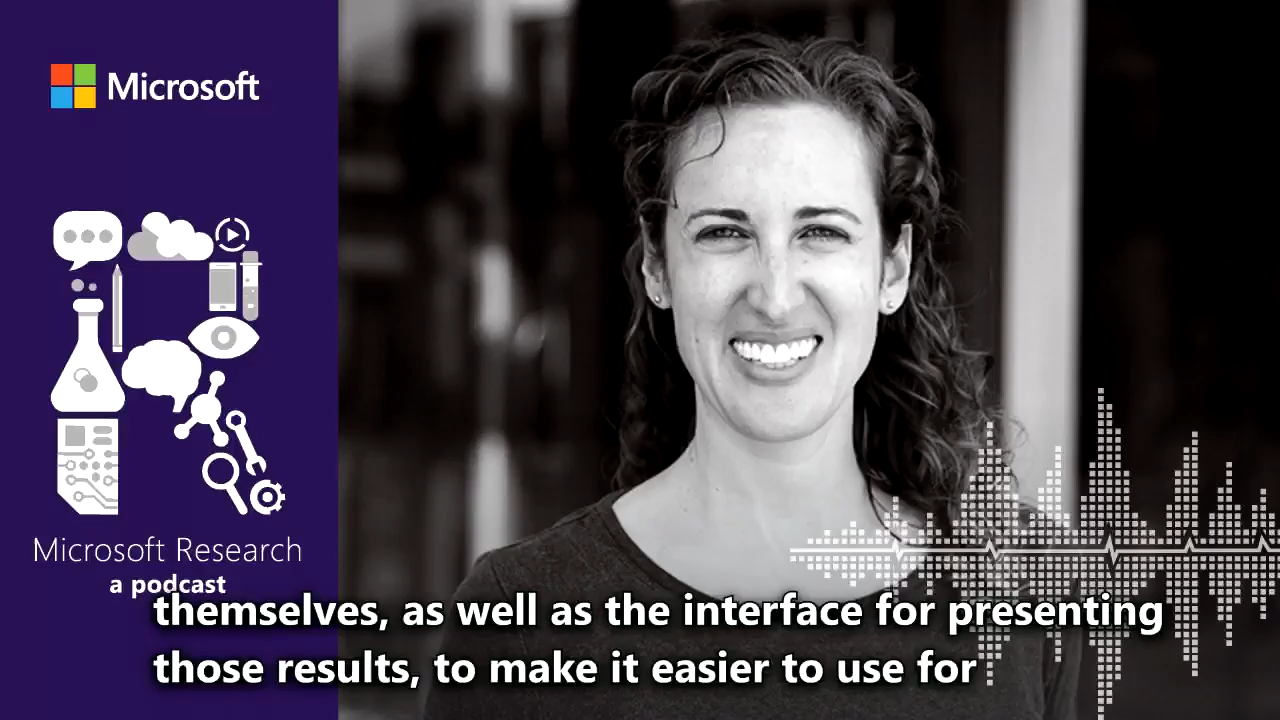 Microsoft
Microsoft Research
a podcast
themselves, as well as the interface for presenting
those results, to make it easier to use for